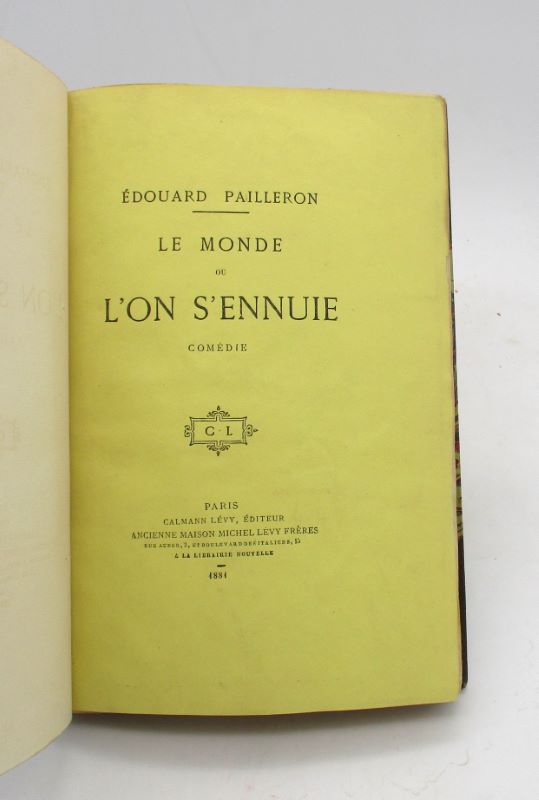 ÉDOUARD PAILLERON
LE MONDE
OU
L'ON S'ENNUIE
COMÉDIE
C·L
PARIS
CALMANN LÉVY, ÉDITEUR
ANCIENNE MAISON MICHEL LÉVY FRÈRES
RUE AUBER, 3, ET BOULEVARD DES ITALIENS, 15
A LA LIBRAIRIE NOUVELLE
1881